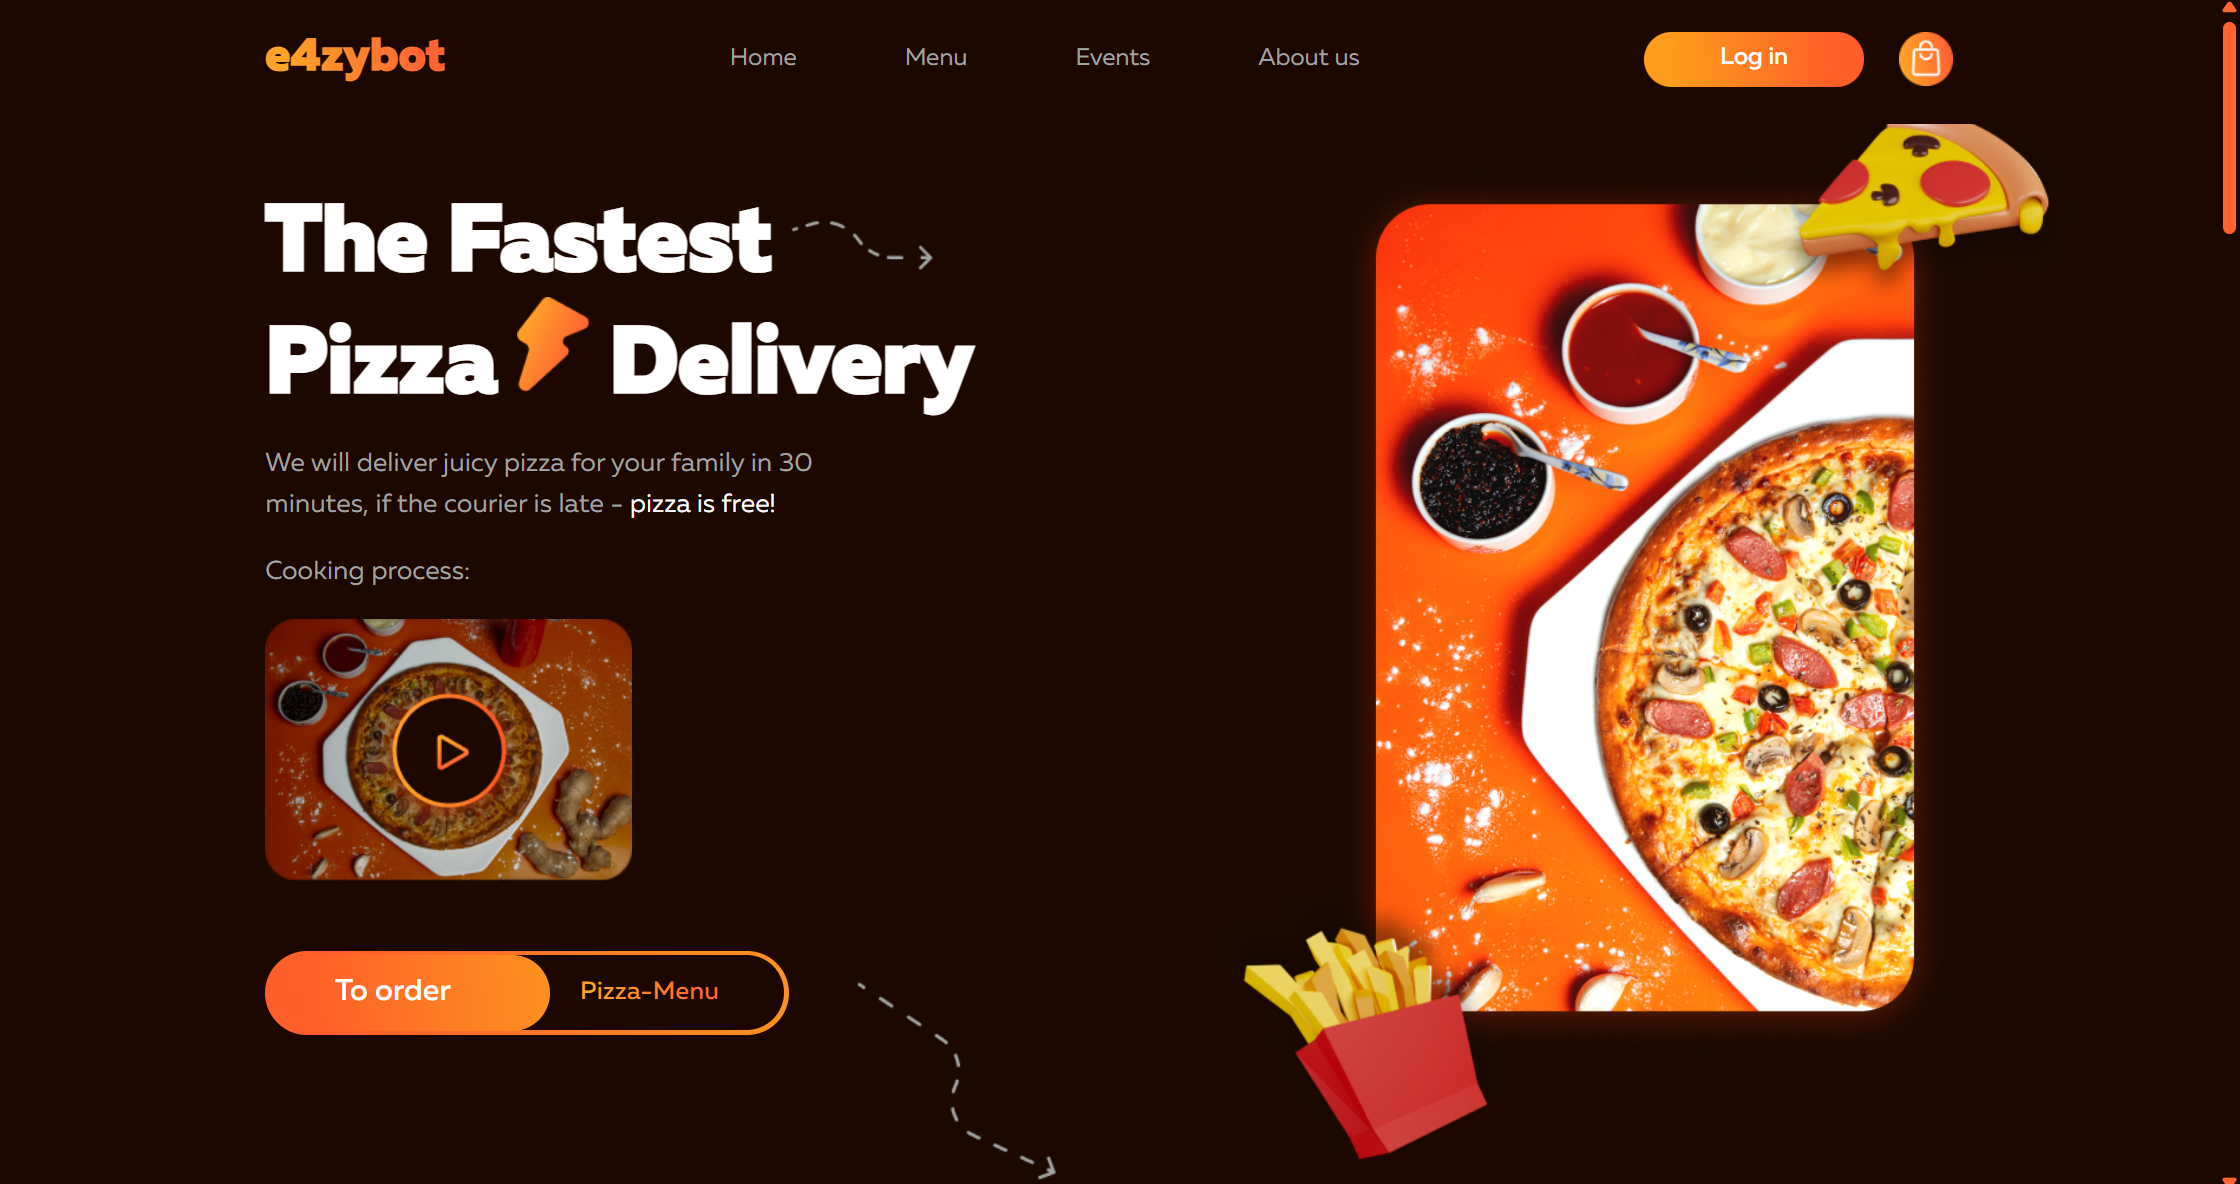 e4zybot
Home
Menu
Events
About us
Log in
The Fastest
Pizza Delivery
We will deliver juicy pizza for your family in 30
minutes, if the courier is late - pizza is free!
Cooking process:
To order
Pizza-Menu